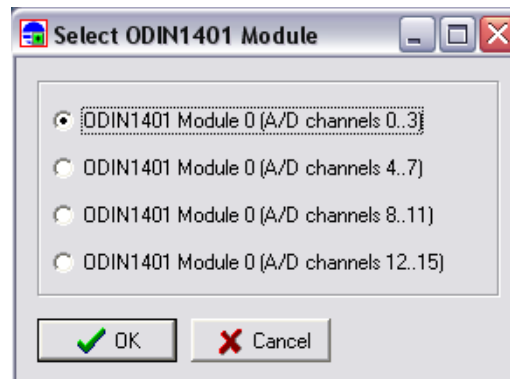 Select ODIN1401 Module
ODIN1401 Module 0 (A/D channels 0..3)
ODIN1401 Module 0 (A/D channels 4..7)
ODIN1401 Module 0 (A/D channels 8..11)
ODIN1401 Module 0 (A/D channels 12..15)
OK
Cancel